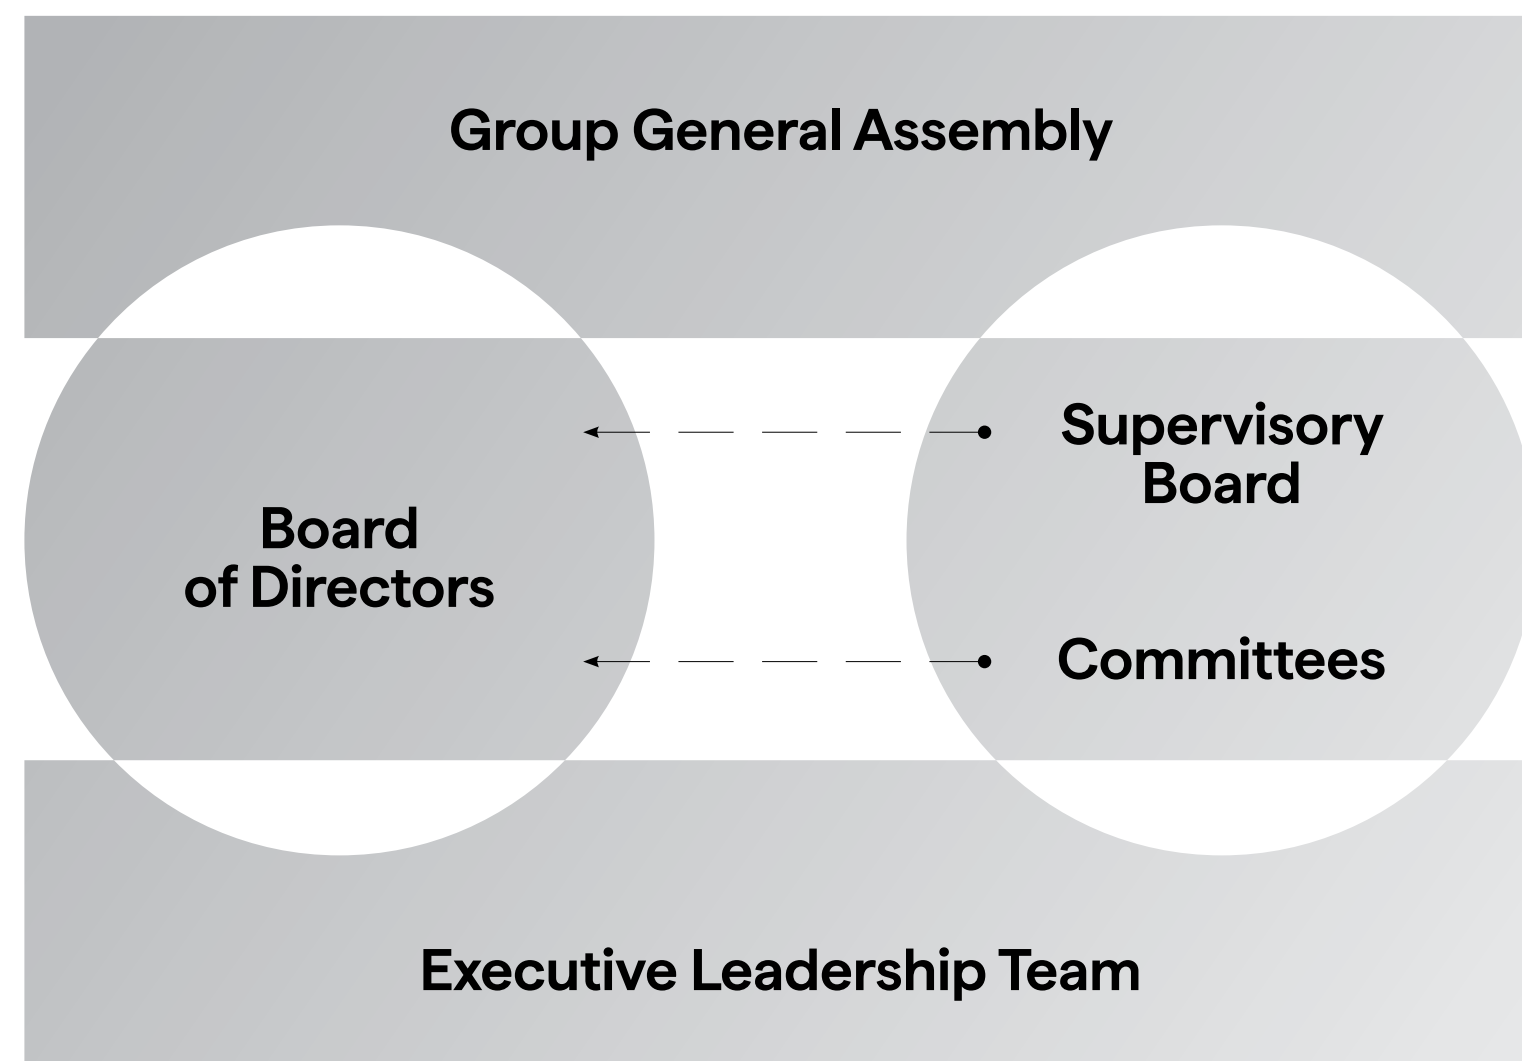 Group General Assembly
Supervisory
Board
Board
of Directors
Committees
Executive Leadership Team